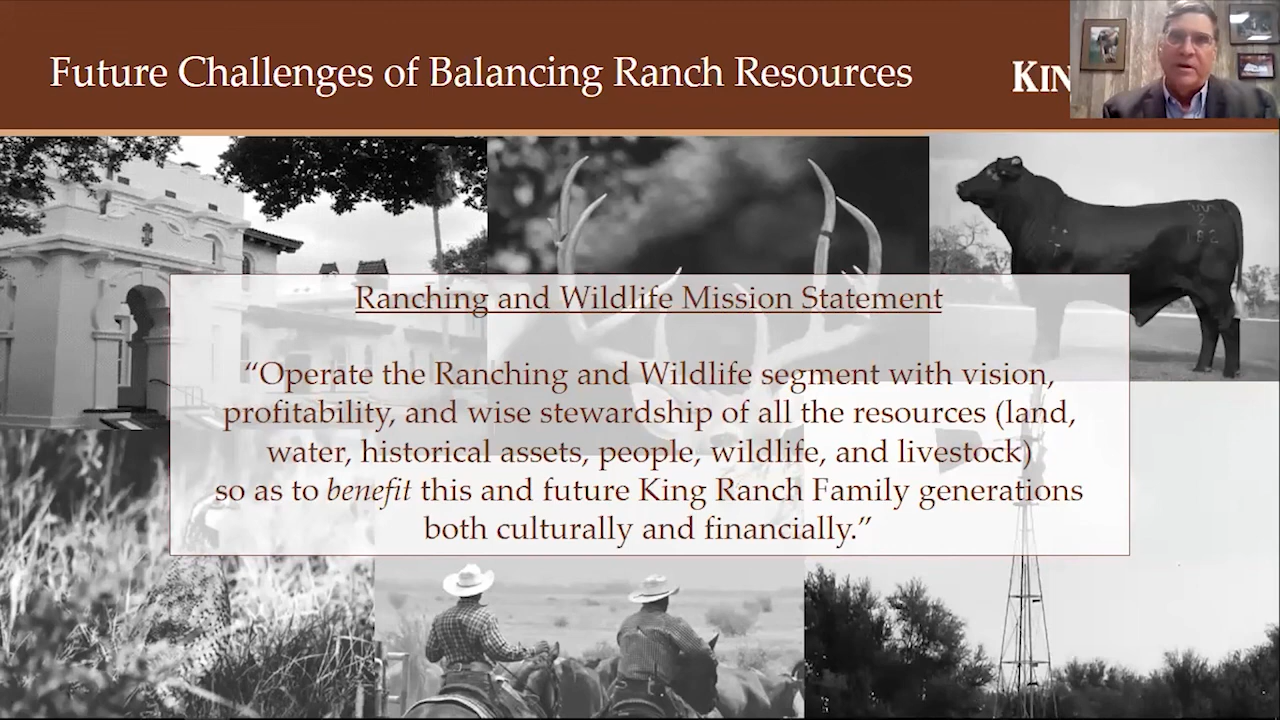 Future Challenges of Balancing Ranch Resources
KIN
Ranching and Wildlife Mission Statement
“Operate the Ranching and Wildlife segment with vision,
profitability, and wise stewardship of all the resources (land,
water, historical assets, people, wildlife, and livestock)
so as to benefit this and future King Ranch Family generations
both culturally and financially.”